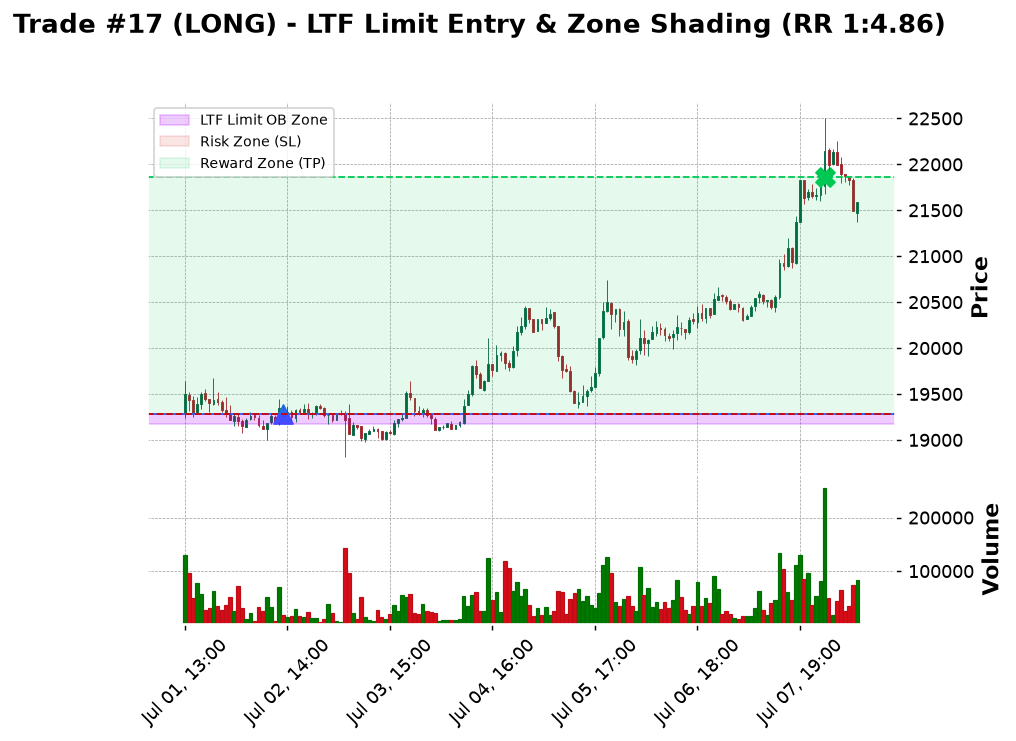 Trade #17 (LONG) - LTF Limit Entry & Zone Shading (RR 1:4.86)
LTF Limit OB Zone
Risk Zone (SL)
Reward Zone (TP)
22500
22000
21500
21000
20500
20000
19500
19000
Price
200000
100000
Volume
Jul 01, 13:00
Jul 02, 14:00
Jul 03, 15:00
Jul 04, 16:00
Jul 05, 17:00
Jul 06, 18:00
Jul 07, 19:00